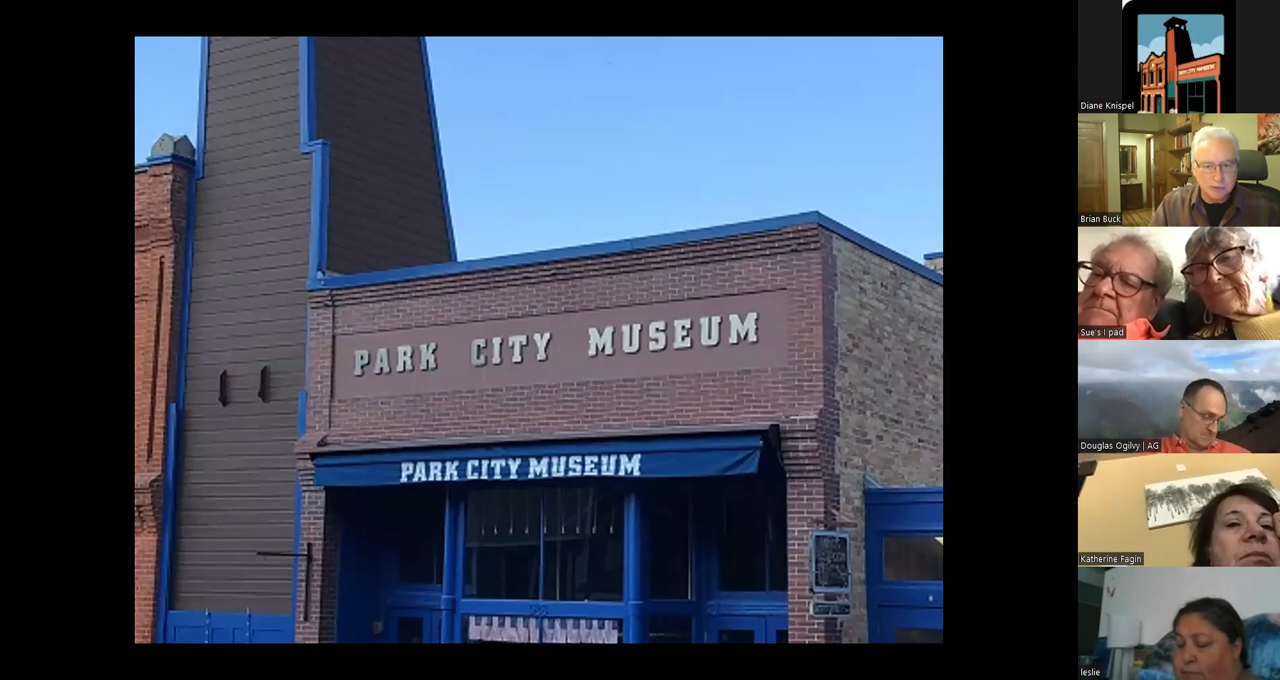 PARK CITY MUSEUM
PARK CITY MUSEUM
Diane Knispel
Brian Buck
Sue's I pad
Douglas Ogilvy | AG
Katherine Fagin
leslie